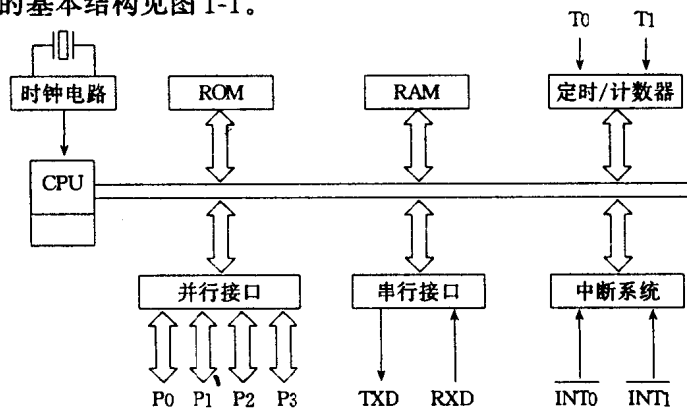 的基本结构见图1-1。
T0 T1
时钟电路 ROM RAM 定时/计数器
CPU
并行接口 串行接口 中断系统
P0 P1 P2 P3 TXD RXD INT0 INT1